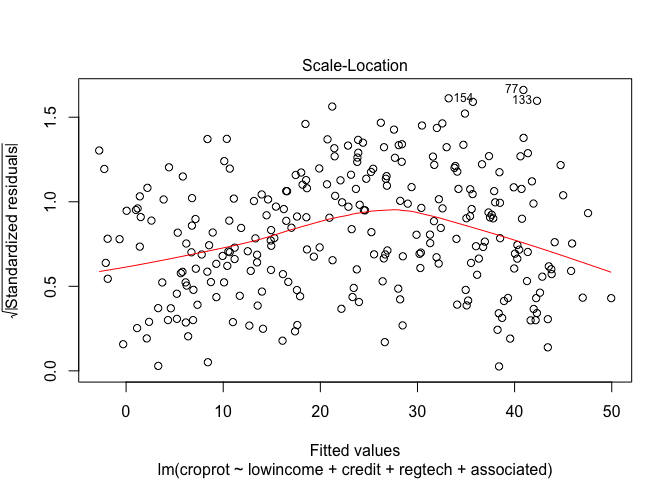 Scale-Location
√|Standardized residuals|
1.5
1.0
0.5
0.0
154
77
133
0 10 20 30 40 50
Fitted values
lm(croprot ~ lowincome + credit + regtech + associated)